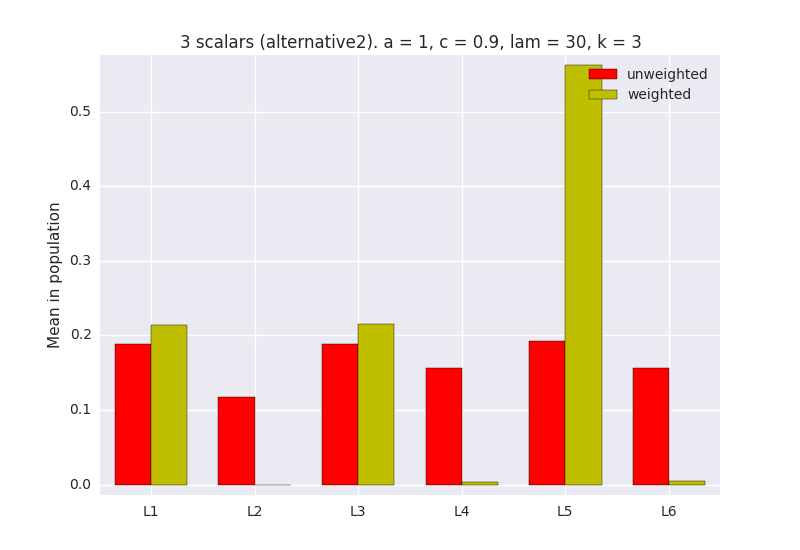 3 scalars (alternative2). a = 1, c = 0.9, lam = 30, k = 3
unweighted
weighted
Mean in population
0.5
0.4
0.3
0.2
0.1
0.0
L1 L2 L3 L4 L5 L6